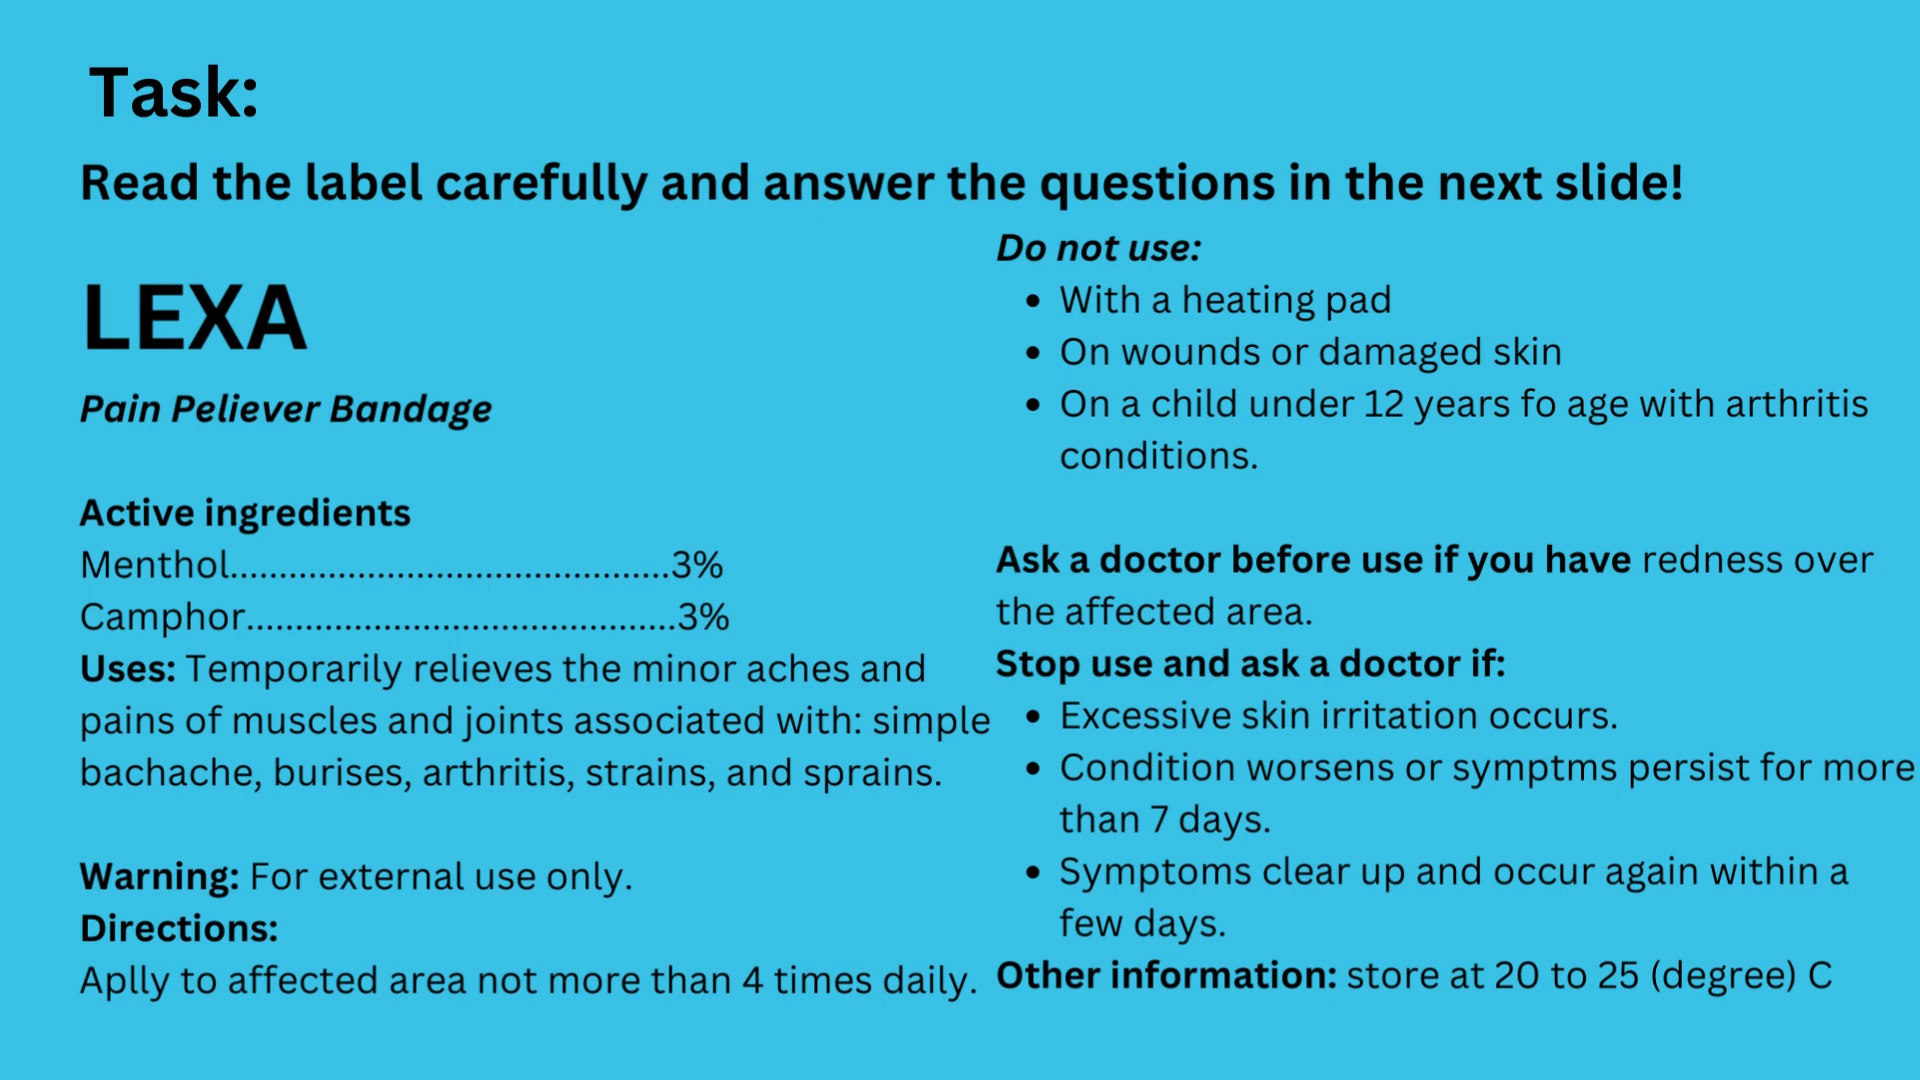 Task:
Read the label carefully and answer the questions in the next slide!
LEXA
Pain Peliever Bandage
Active ingredients
Menthol.............................................3%
Camphor............................................3%
Uses: Temporarily relieves the minor aches and
pains of muscles and joints associated with: simple
bachache, burises, arthritis, strains, and sprains.
Warning: For external use only.
Directions:
Aplly to affected area not more than 4 times daily.
Do not use:
• With a heating pad
• On wounds or damaged skin
• On a child under 12 years fo age with arthritis
conditions.
Ask a doctor before use if you have redness over
the affected area.
Stop use and ask a doctor if:
• Excessive skin irritation occurs.
• Condition worsens or symptms persist for more
than 7 days.
• Symptoms clear up and occur again within a
few days.
Other information: store at 20 to 25 (degree) C